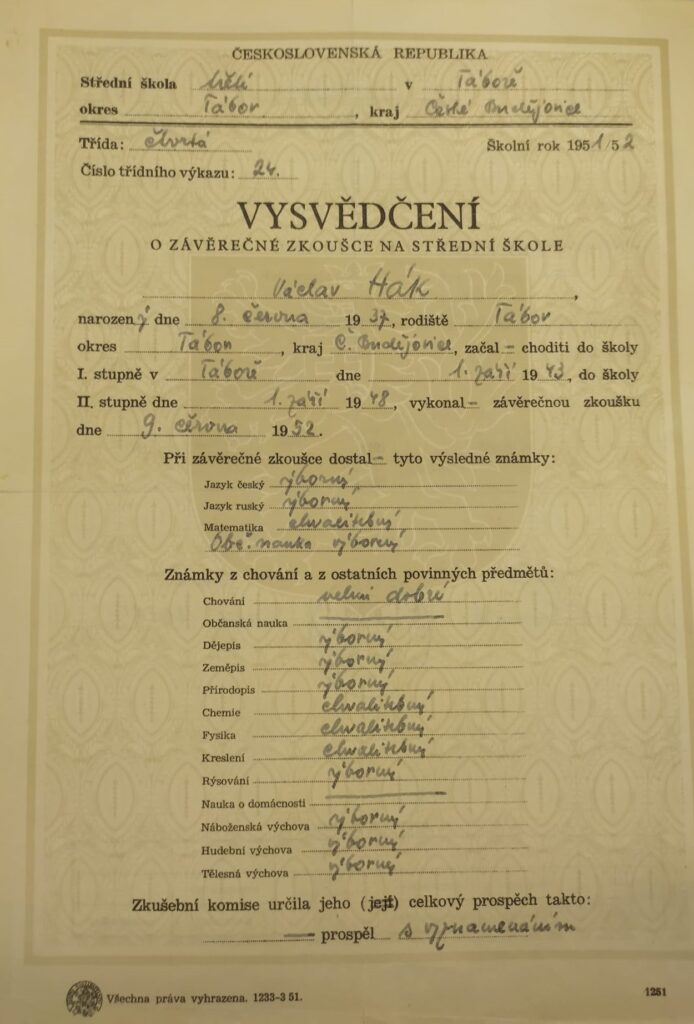 ČESKOSLOVENSKÁ REPUBLIKA
Střední škola třetí v Táboře
okres Tábor, kraj České Budějovice
Třída: čtvrtá Školní rok 1951/52
Číslo třídního výkazu: 24.
VYSVĚDČENÍ
O ZÁVĚREČNÉ ZKOUŠCE NA STŘEDNÍ ŠKOLE
Václav Hák,
narozený dne 8. června 1937, rodiště Tábor
okres Tábor, kraj Č. Budějovice, začal – choditi do školy
I. stupně v Táboře dne 1. září 1943, do školy
II. stupně dne 1. září 1948, vykonal – závěrečnou zkoušku
dne 9. června 1952.
Při závěrečné zkoušce dostal – tyto výsledné známky:
Jazyk český výborný
Jazyk ruský výborný
Matematika chvalitebný
Obč. nauka výborný
Známky z chování a z ostatních povinných předmětů:
Chování velmi dobré
Občanská nauka
Dějepis výborný
Zeměpis výborný
Přírodopis výborný
Chemie chvalitebný
Fysika chvalitebný
Kreslení chvalitebný
Rýsování výborný
Nauka o domácnosti
Náboženská výchova výborný
Hudební výchova výborný
Tělesná výchova výborný
Zkušební komise určila jeho (její) celkový prospěch takto:
— prospěl s vyznamenáním
Všechna práva vyhrazena. 1233-3 51.
1251